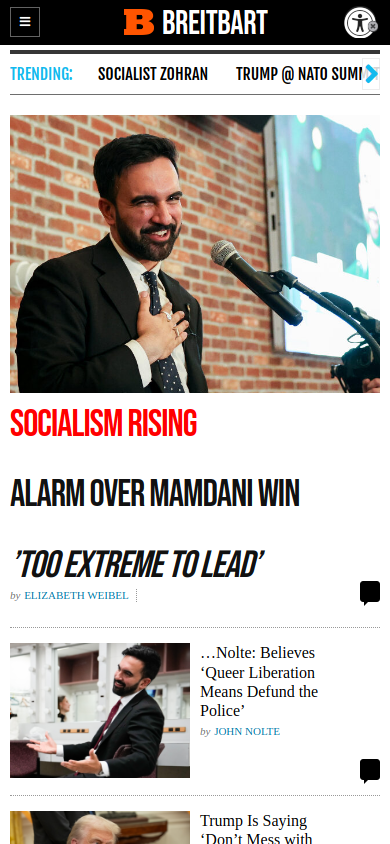 BREITBART
TRENDING:
SOCIALIST ZOHRAN
TRUMP @ NATO SUMM
SOCIALISM RISING
ALARM OVER MAMDANI WIN
’TOO EXTREME TO LEAD’
by ELIZABETH WEIBEL
…Nolte: Believes
‘Queer Liberation
Means Defund the
Police’
by JOHN NOLTE
Trump Is Saying
‘Don’t Mess with